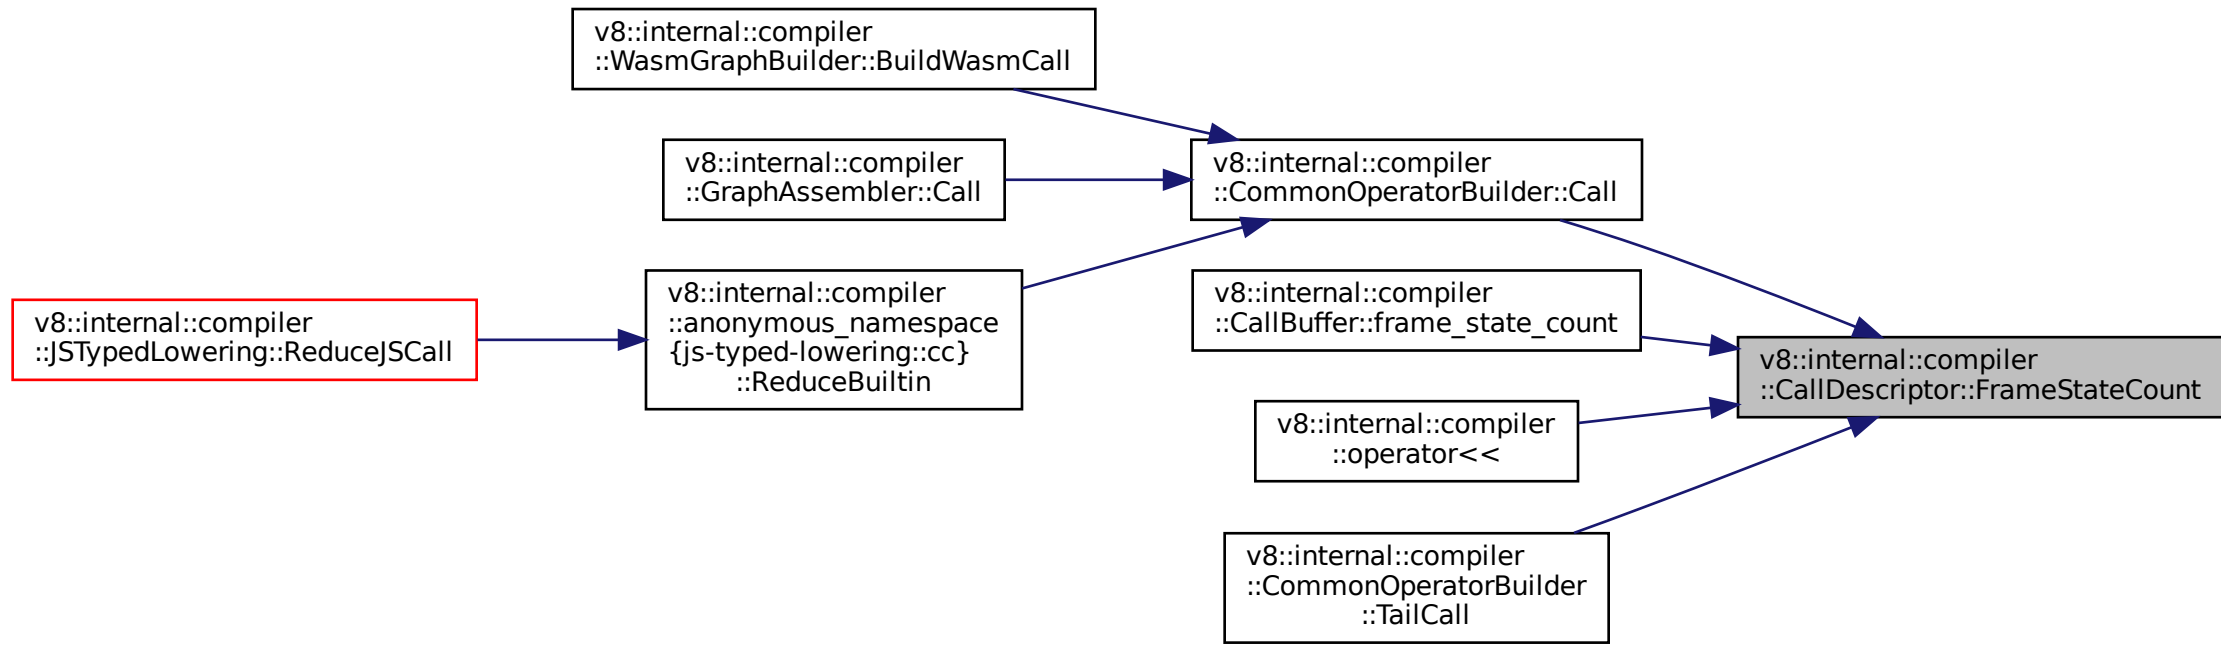 v8::internal::compiler
::WasmGraphBuilder::BuildWasmCall
v8::internal::compiler
::GraphAssembler::Call
v8::internal::compiler
::CommonOperatorBuilder::Call
v8::internal::compiler
::JSTypedLowering::ReduceJSCall
v8::internal::compiler
::anonymous_namespace
{js-typed-lowering::cc}
::ReduceBuiltin
v8::internal::compiler
::CallBuffer::frame_state_count
v8::internal::compiler
::CallDescriptor::FrameStateCount
v8::internal::compiler
::operator<<
v8::internal::compiler
::CommonOperatorBuilder
::TailCall